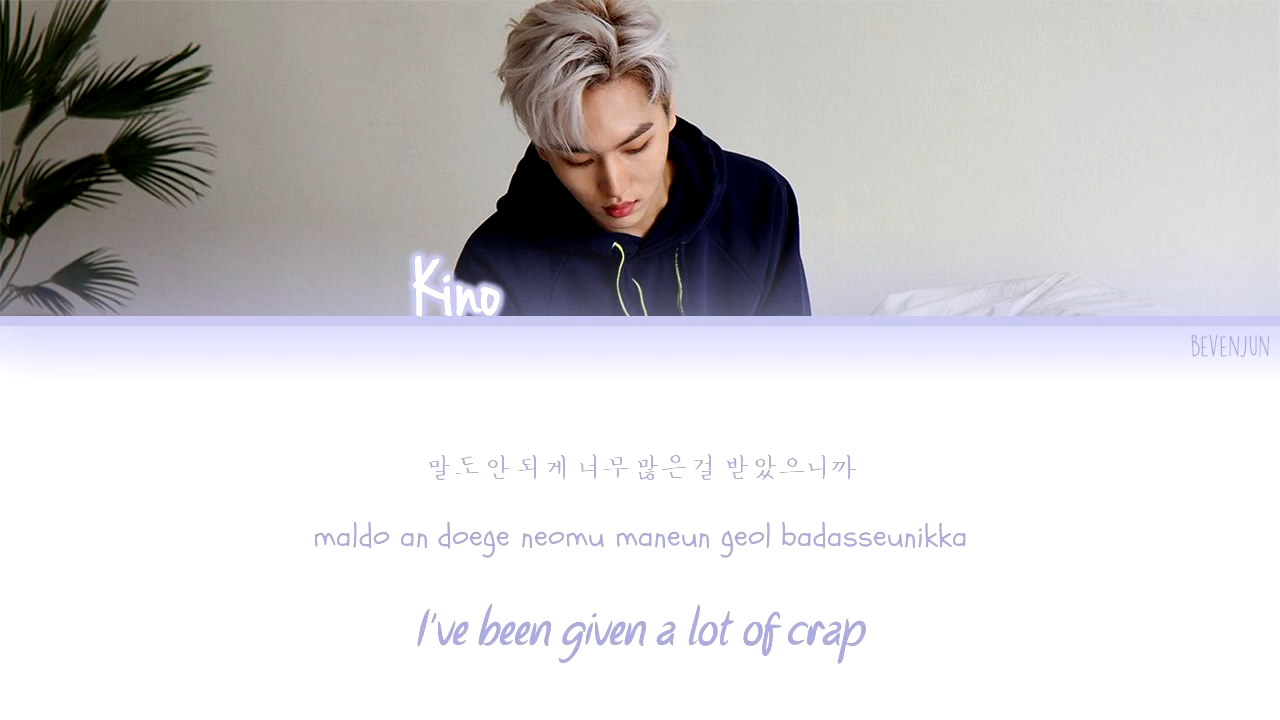 Kino
BEVENJUN
말도 안 되게 너무 많은걸 받았으니까
maldo an doege neomu maneun geol badasseunikka
I've been given a lot of crap